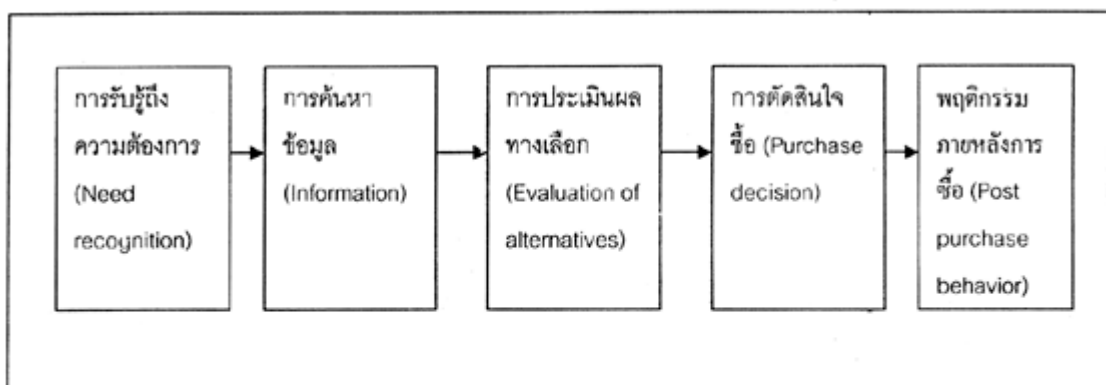 การรับรู้ถึง
ความต้องการ
(Need
recognition)
การค้นหา
ข้อมูล
(Information)
การประเมินผล
ทางเลือก
(Evaluation of
alternatives)
การตัดสินใจ
ซื้อ (Purchase
decision)
พฤติกรรม
ภายหลังการ
ซื้อ (Post
purchase
behavior)